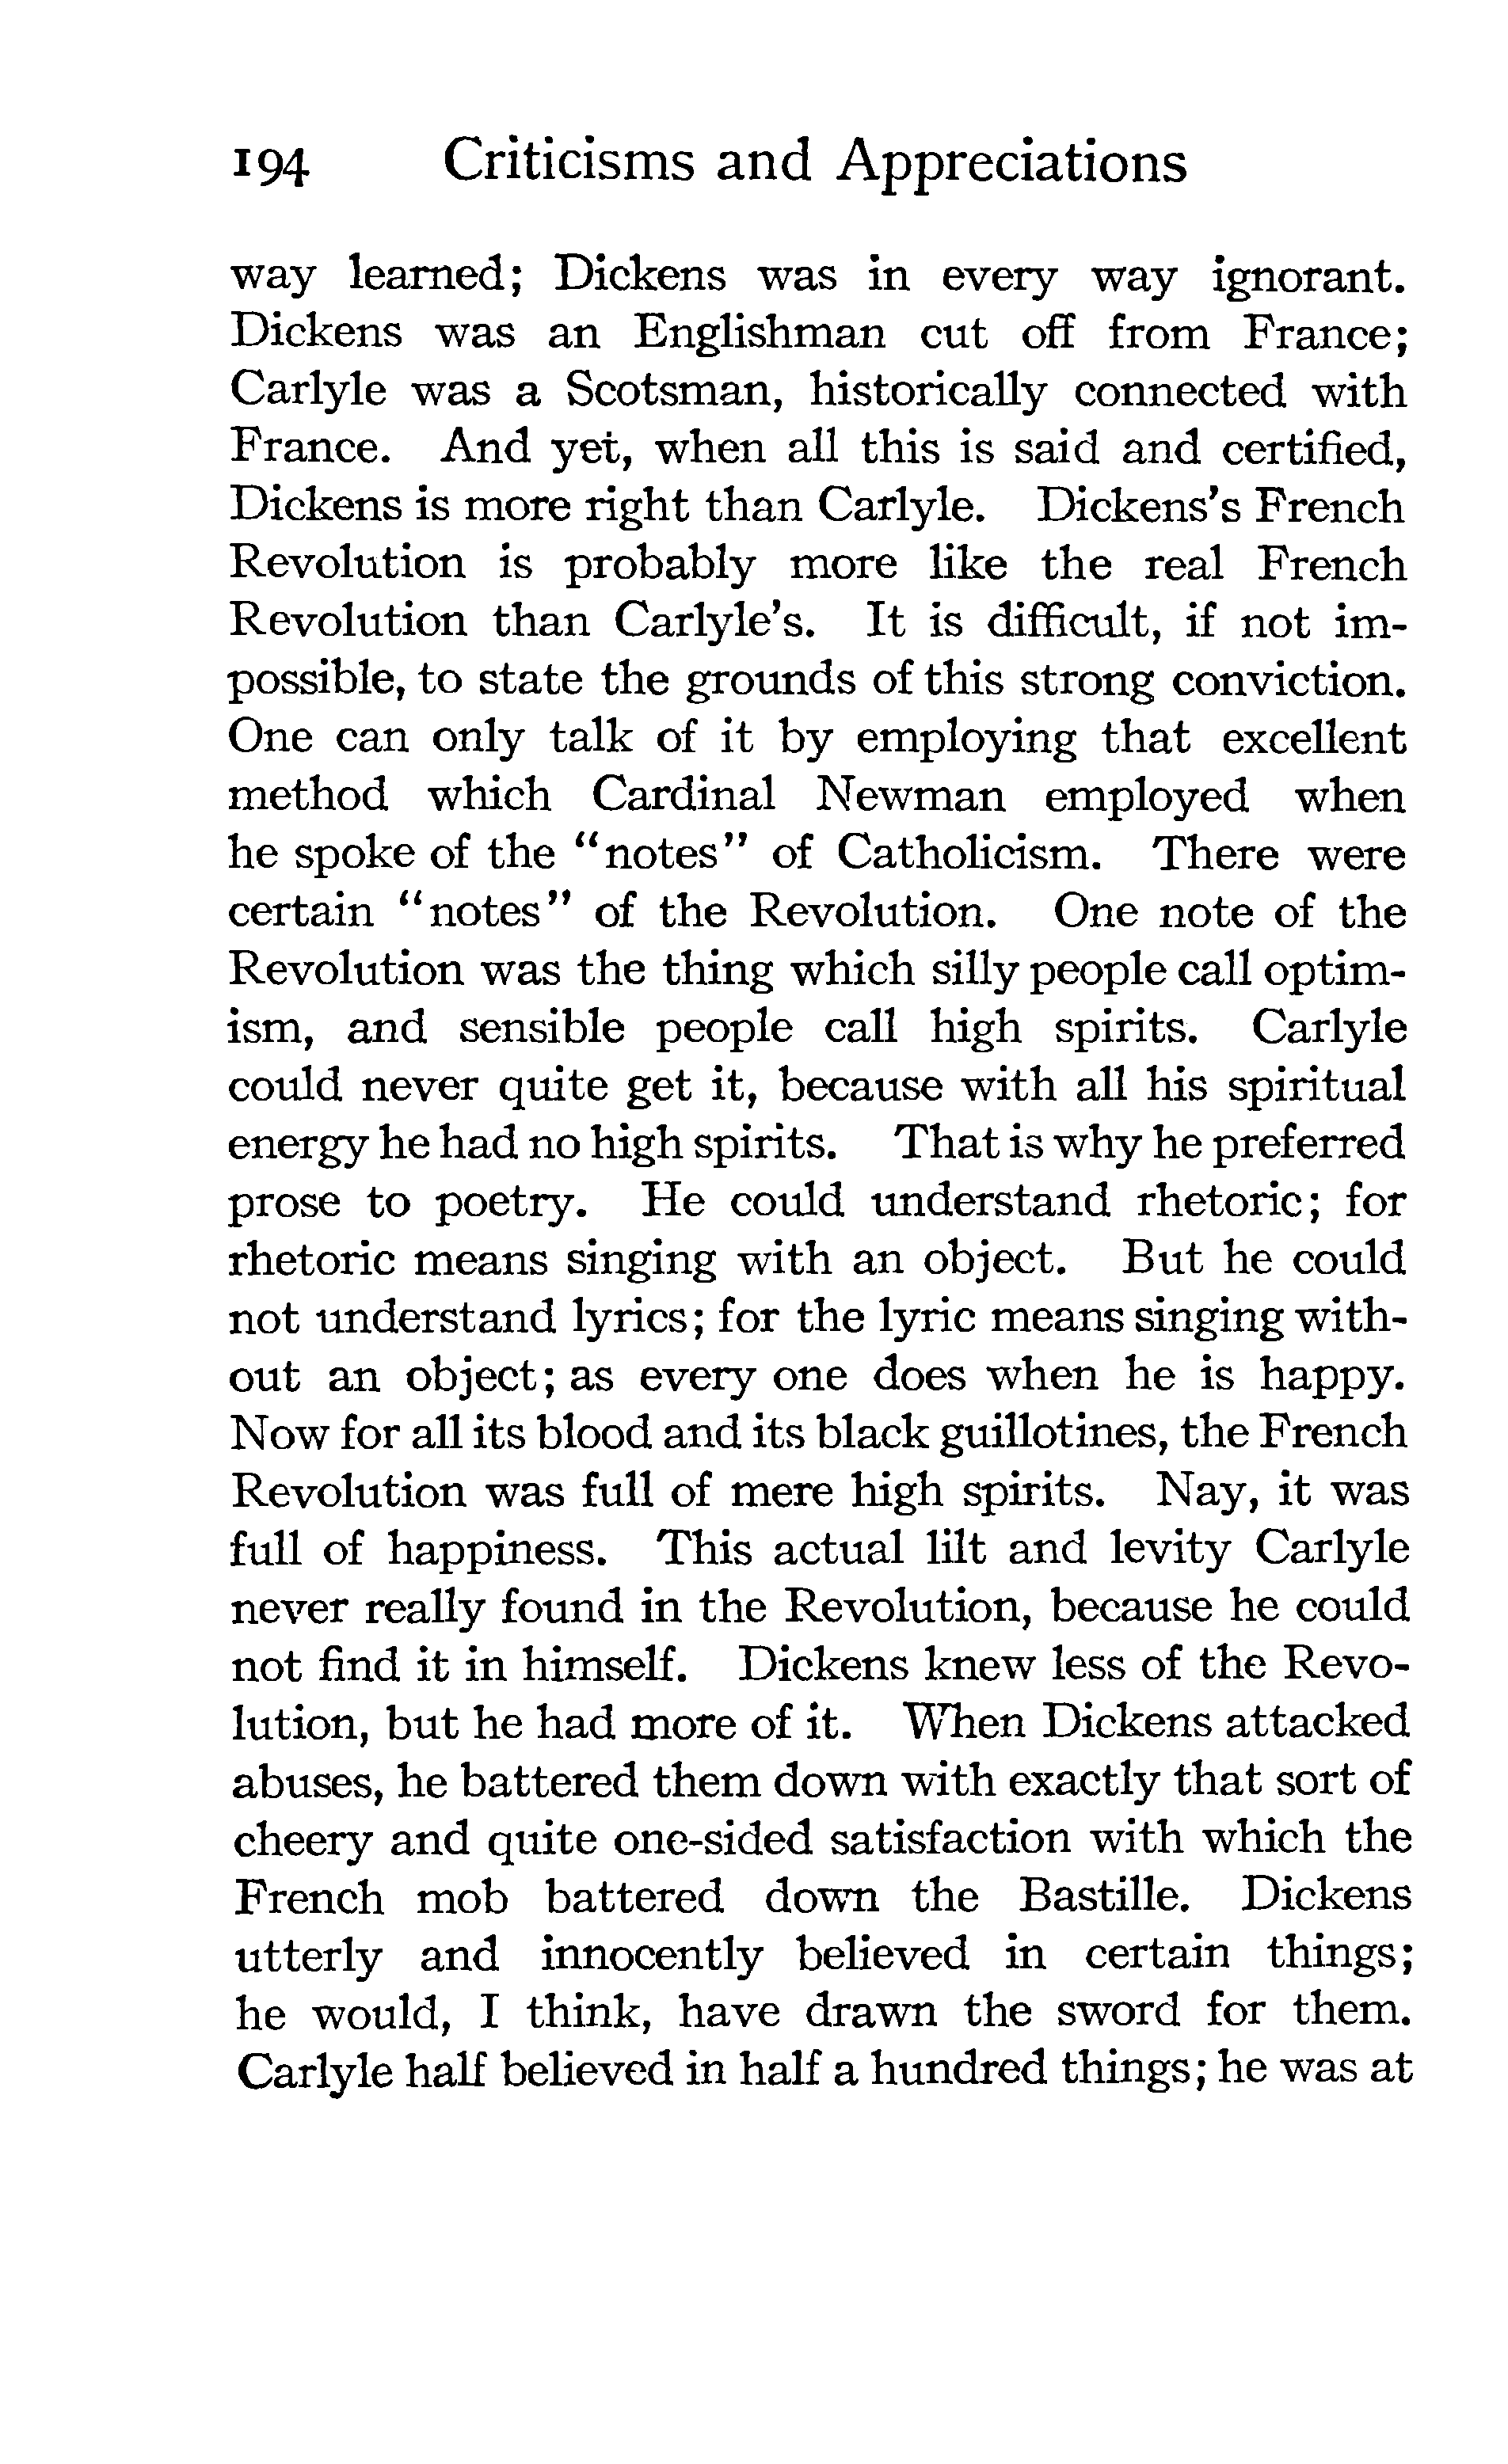 194 Criticisms and Appreciations
way learned; Dickens was in every way ignorant.
Dickens was an Englishman cut off from France;
Carlyle was a Scotsman, historically connected with
France. And yet, when all this is said and certified,
Dickens is more right than Carlyle. Dickens's French
Revolution is probably more like the real French
Revolution than Carlyle's. It is difficult, if not im-
possible, to state the grounds of this strong conviction.
One can only talk of it by employing that excellent
method which Cardinal Newman employed when
he spoke of the "notes" of Catholicism. There were
certain "notes" of the Revolution. One note of the
Revolution was the thing which silly people call optim-
ism, and sensible people call high spirits. Carlyle
could never quite get it, because with all his spiritual
energy he had no high spirits. That is why he preferred
prose to poetry. He could understand rhetoric; for
rhetoric means singing with an object. But he could
not understand lyrics; for the lyric means singing with-
out an object; as every one does when he is happy.
Now for all its blood and its black guillotines, the French
Revolution was full of mere high spirits. Nay, it was
full of happiness. This actual lilt and levity Carlyle
never really found in the Revolution, because he could
not find it in himself. Dickens knew less of the Revo-
lution, but he had more of it. When Dickens attacked
abuses, he battered them down with exactly that sort of
cheery and quite one-sided satisfaction with which the
French mob battered down the Bastille. Dickens
utterly and innocently believed in certain things;
he would, I think, have drawn the sword for them.
Carlyle half believed in half a hundred things; he was at